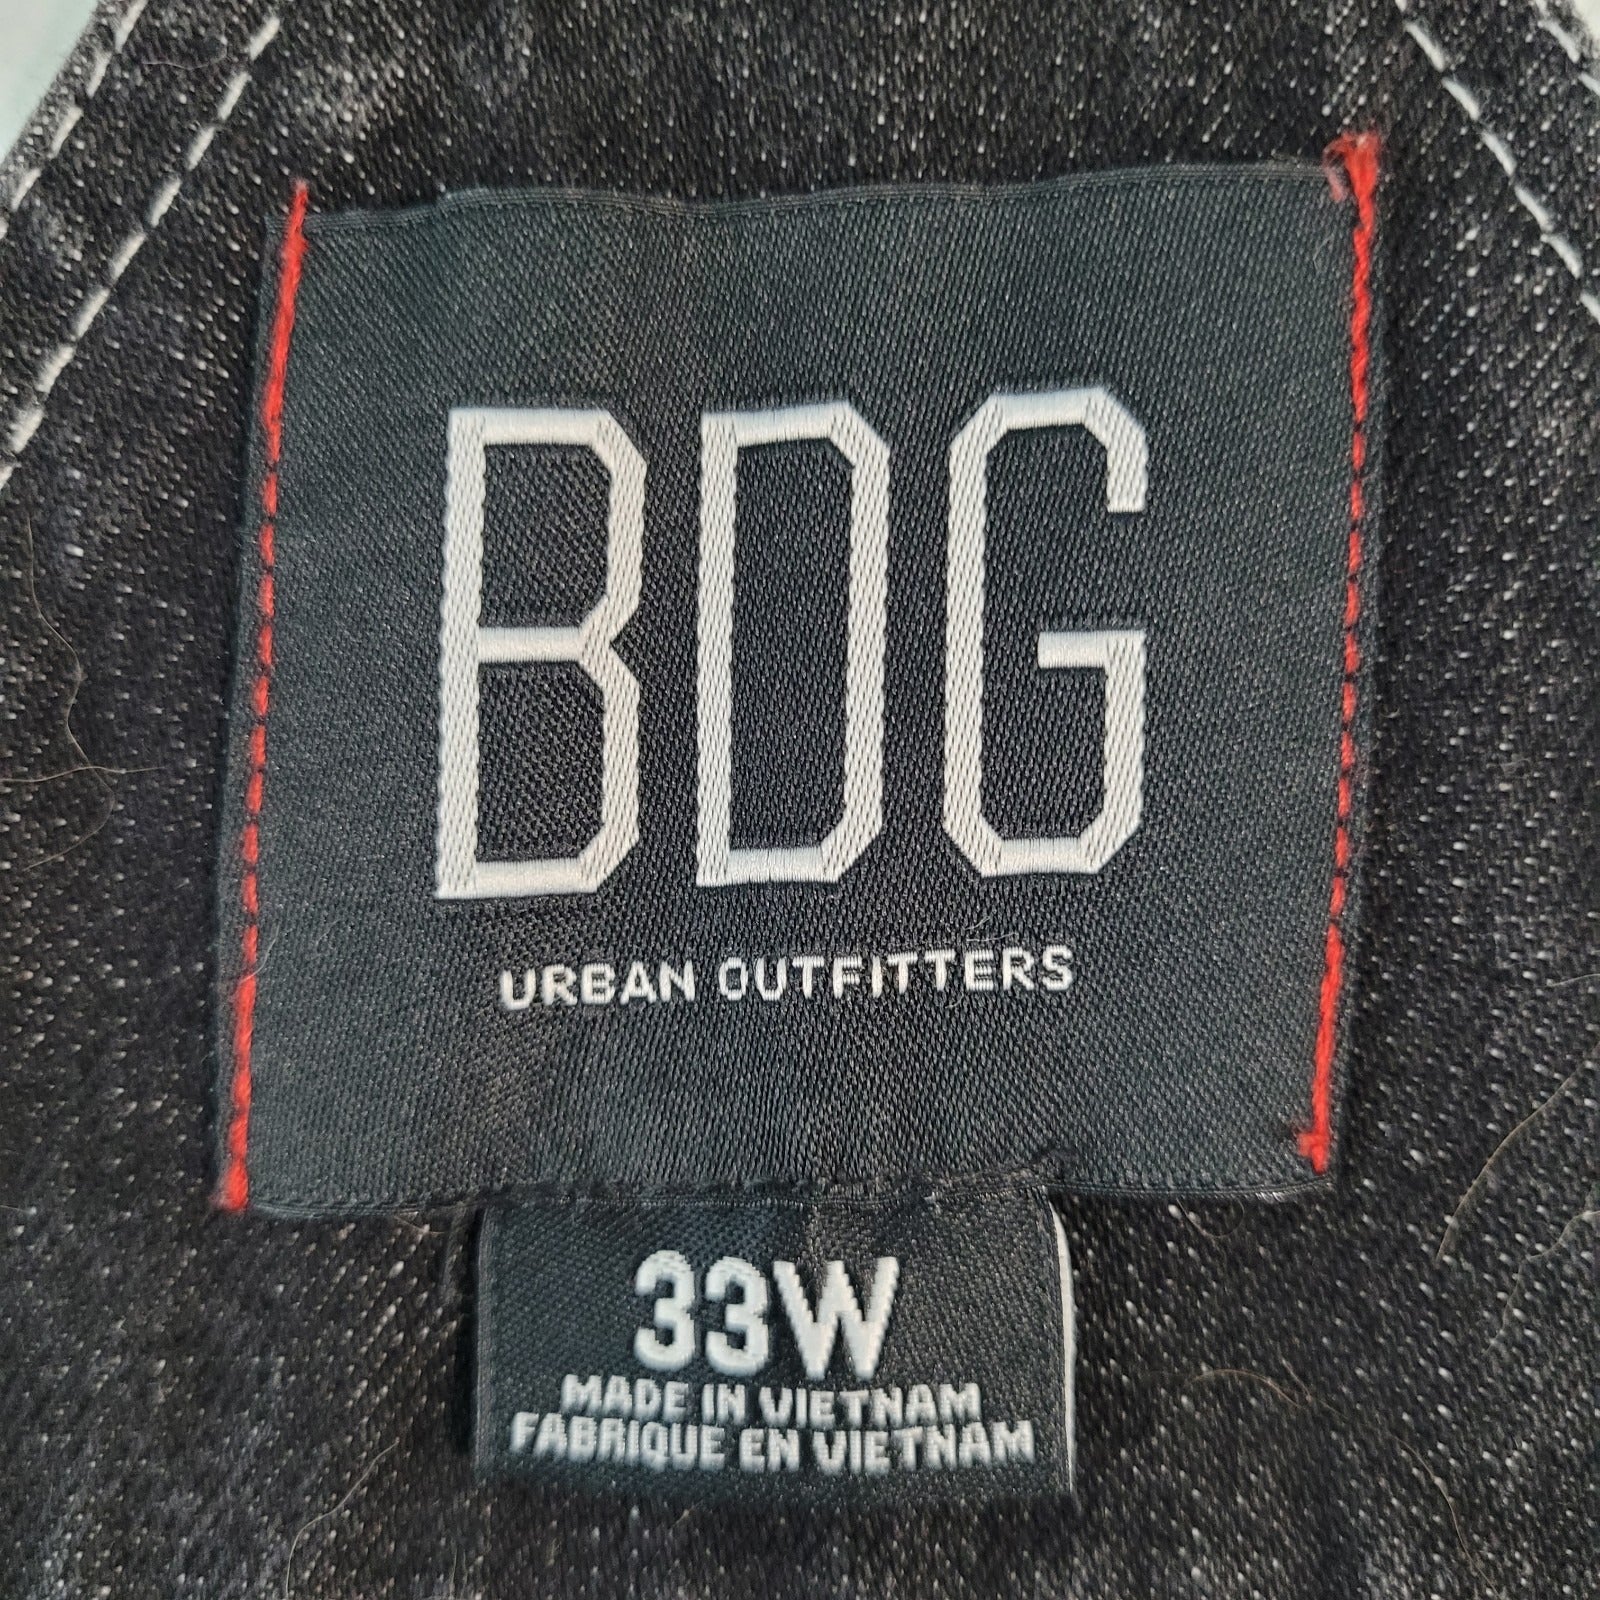 BDG
URBAN OUTFITTERS
33W
MADE IN VIETNAM
FABRIQUE EN VIETNAM